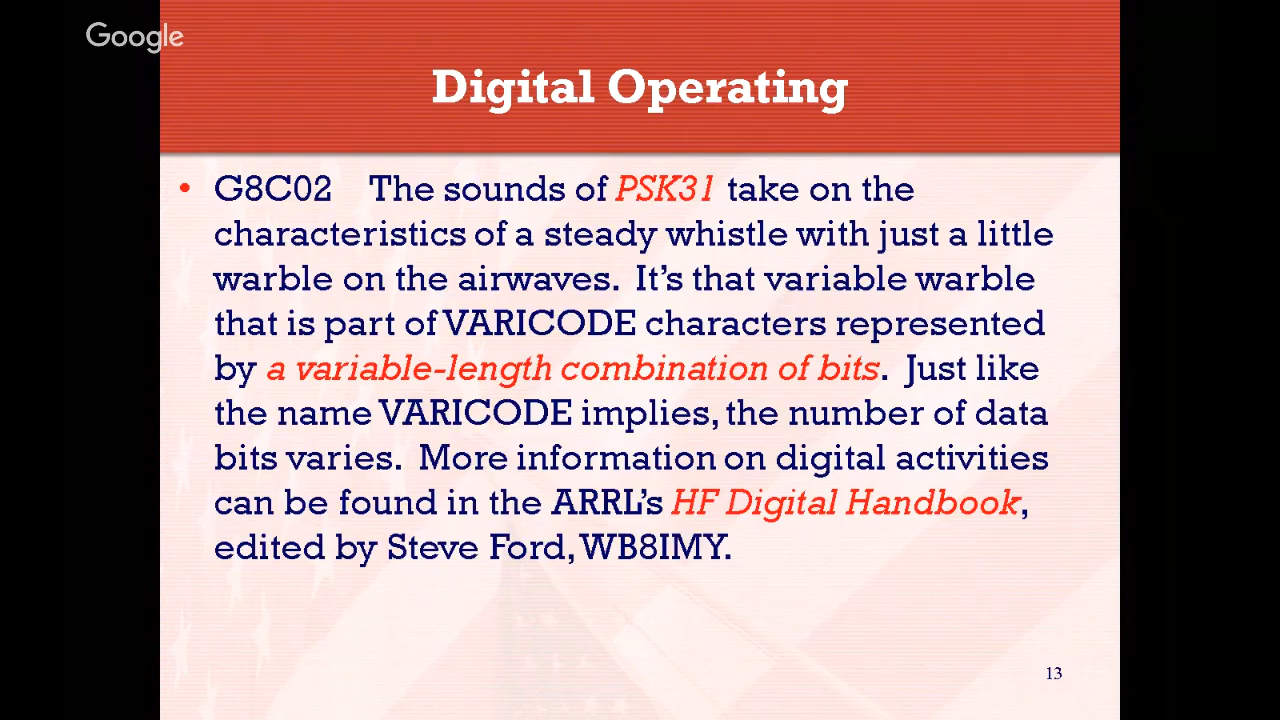 Google
Digital Operating
• G8C02 The sounds of PSK31 take on the
characteristics of a steady whistle with just a little
warble on the airwaves. It’s that variable warble
that is part of VARICODE characters represented
by a variable-length combination of bits. Just like
the name VARICODE implies, the number of data
bits varies. More information on digital activities
can be found in the ARRL’s HF Digital Handbook,
edited by Steve Ford, WB8IMY.
13